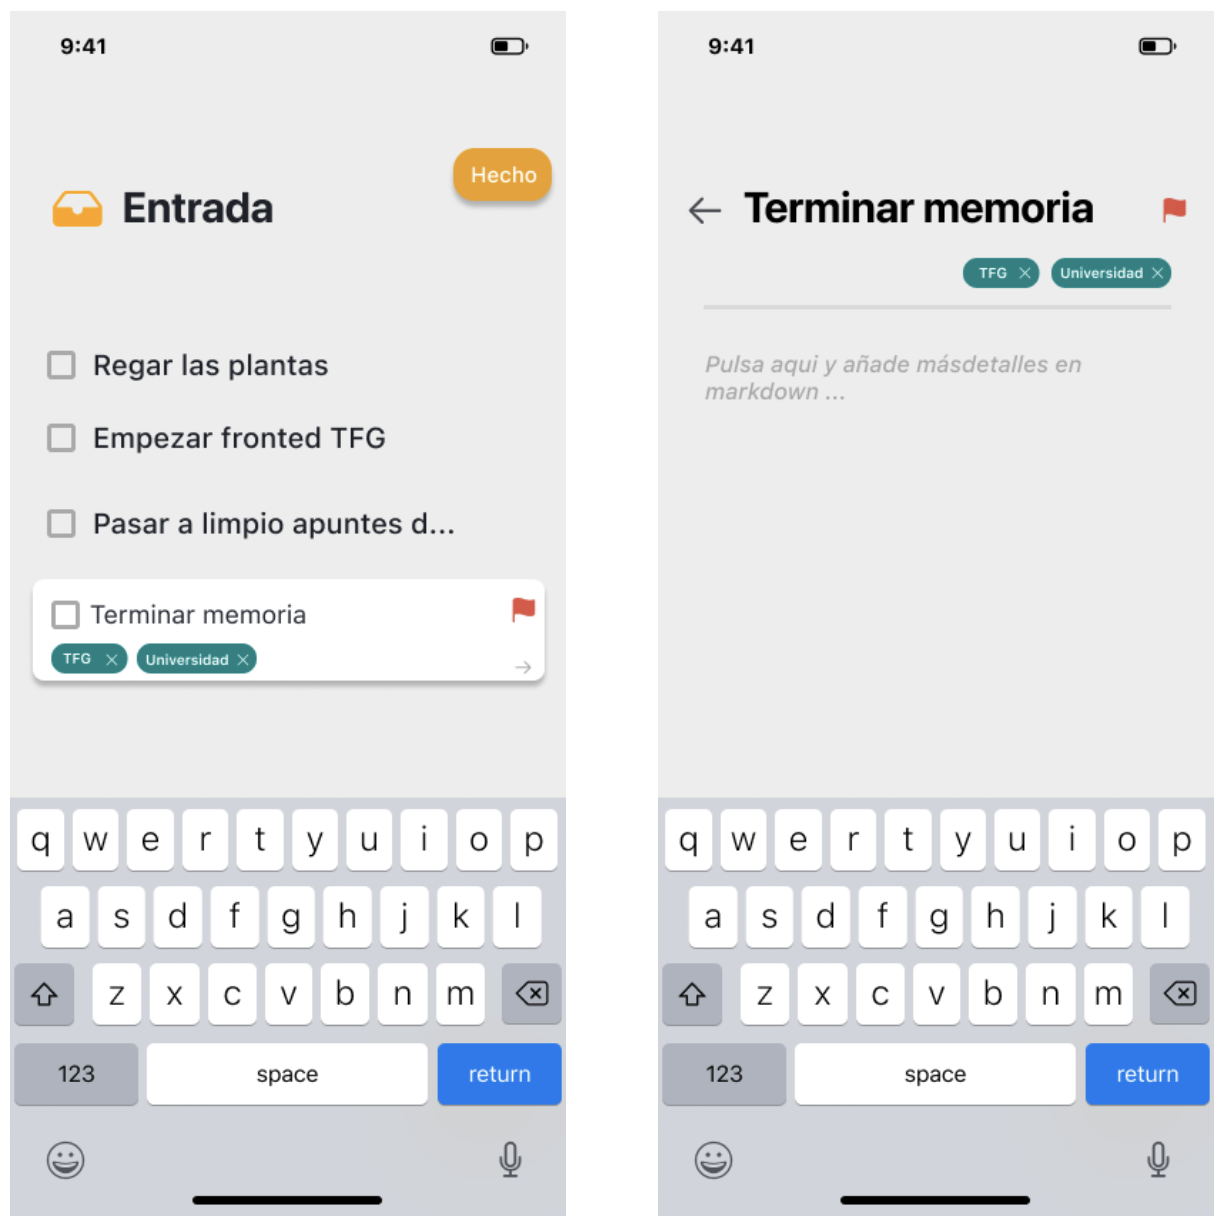 9:41
Hecho
Entrada
Regar las plantas
Empezar fronted TFG
Pasar a limpio apuntes d...
Terminar memoria
TFG
Universidad
q w e r t y u i o p
a s d f g h j k l
z x c v b n m
123 space return
9:41
Terminar memoria
TFG
Universidad
Pulsa aqui y añade másdetalles en
markdown ...
q w e r t y u i o p
a s d f g h j k l
z x c v b n m
123 space return